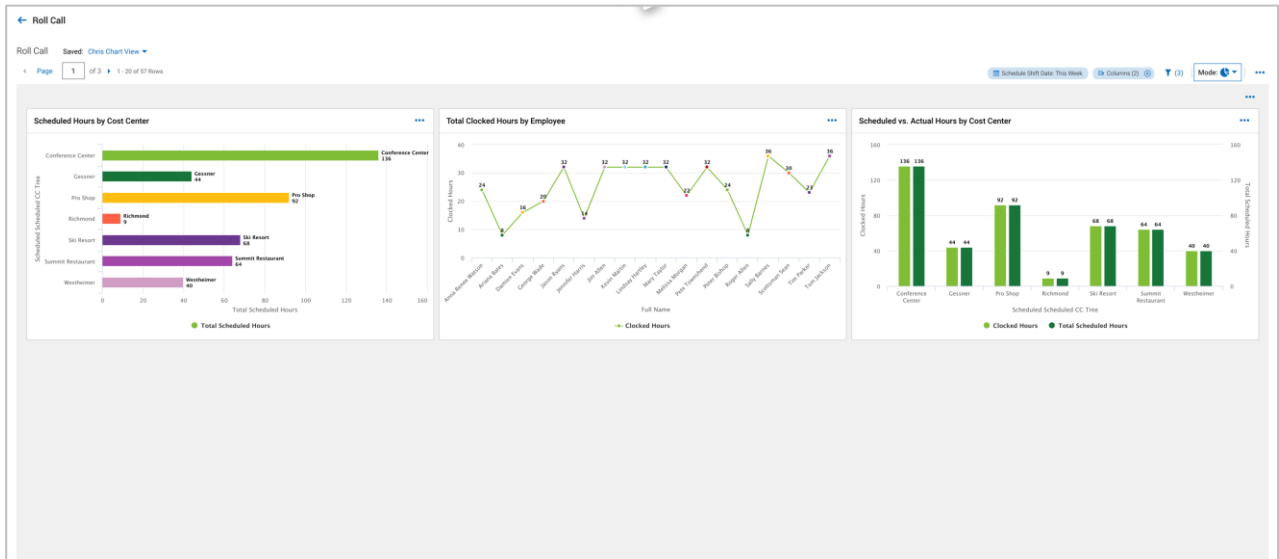 Roll Call
Roll Call Saved: Chris Chart View
Page 1 of 3 1 - 20 of 57 Rows
Schedule Shift Date: This Week
Columns (2)
(3)
Mode:
Scheduled Hours by Cost Center
Scheduled Scheduled CC Tree
Conference Center
Conference Center
136
Gessner
Gessner
44
Pro Shop
Pro Shop
92
Richmond
Richmond
9
Ski Resort
Ski Resort
68
Summit Restaurant
Summit Restaurant
64
Westheimer
Westheimer
40
0 20 40 60 80 100 120 140 160
Total Scheduled Hours
Total Scheduled Hours
Total Clocked Hours by Employee
Clocked Hours
40
30
20
10
0
24 8 16 20 32 14 32 32 32 32 22 32 24 8 36 30 23 36
Anna Renee Watson
Ariana Bates
Damien Evans
George Wade
Jason Ryans
Jennifer Harris
Jim Allen
Kevin Martin
Lindsay Hartley
Mary Taylor
Melissa Morgan
Pete Townshend
Peter Bishop
Roger Allen
Sally Barnes
Scottsman Sean
Tim Parker
Tom Jackson
Full Name
Clocked Hours
Scheduled vs. Actual Hours by Cost Center
Clocked Hours
160
120
80
40
0
136 136
44 44
92 92
9 9
68 68
64 64
40 40
160
120
80
40
0
Total Scheduled Hours
Conference
Center
Gessner
Pro Shop
Richmond
Ski Resort
Summit
Restaurant
Westheimer
Scheduled Scheduled CC Tree
Clocked Hours Total Scheduled Hours